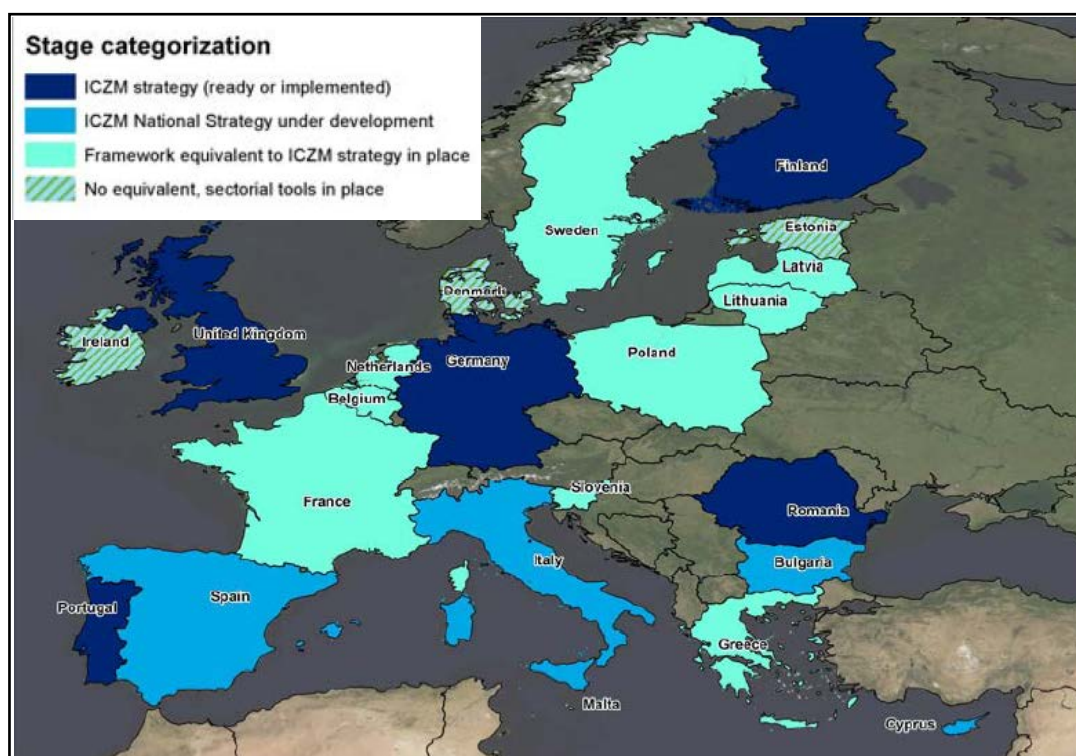 Stage categorization
ICZM strategy (ready or implemented)
ICZM National Strategy under development
Framework equivalent to ICZM strategy in place
No equivalent, sectorial tools in place
Finland
Estonia
Sweden
Latvia
Lithuania
Denmark
United Kingdom
Ireland
Poland
Germany
Netherlands
Belgium
Slovenia
France
Romania
Italy
Bulgaria
Spain
Portugal
Greece
Malta
Cyprus